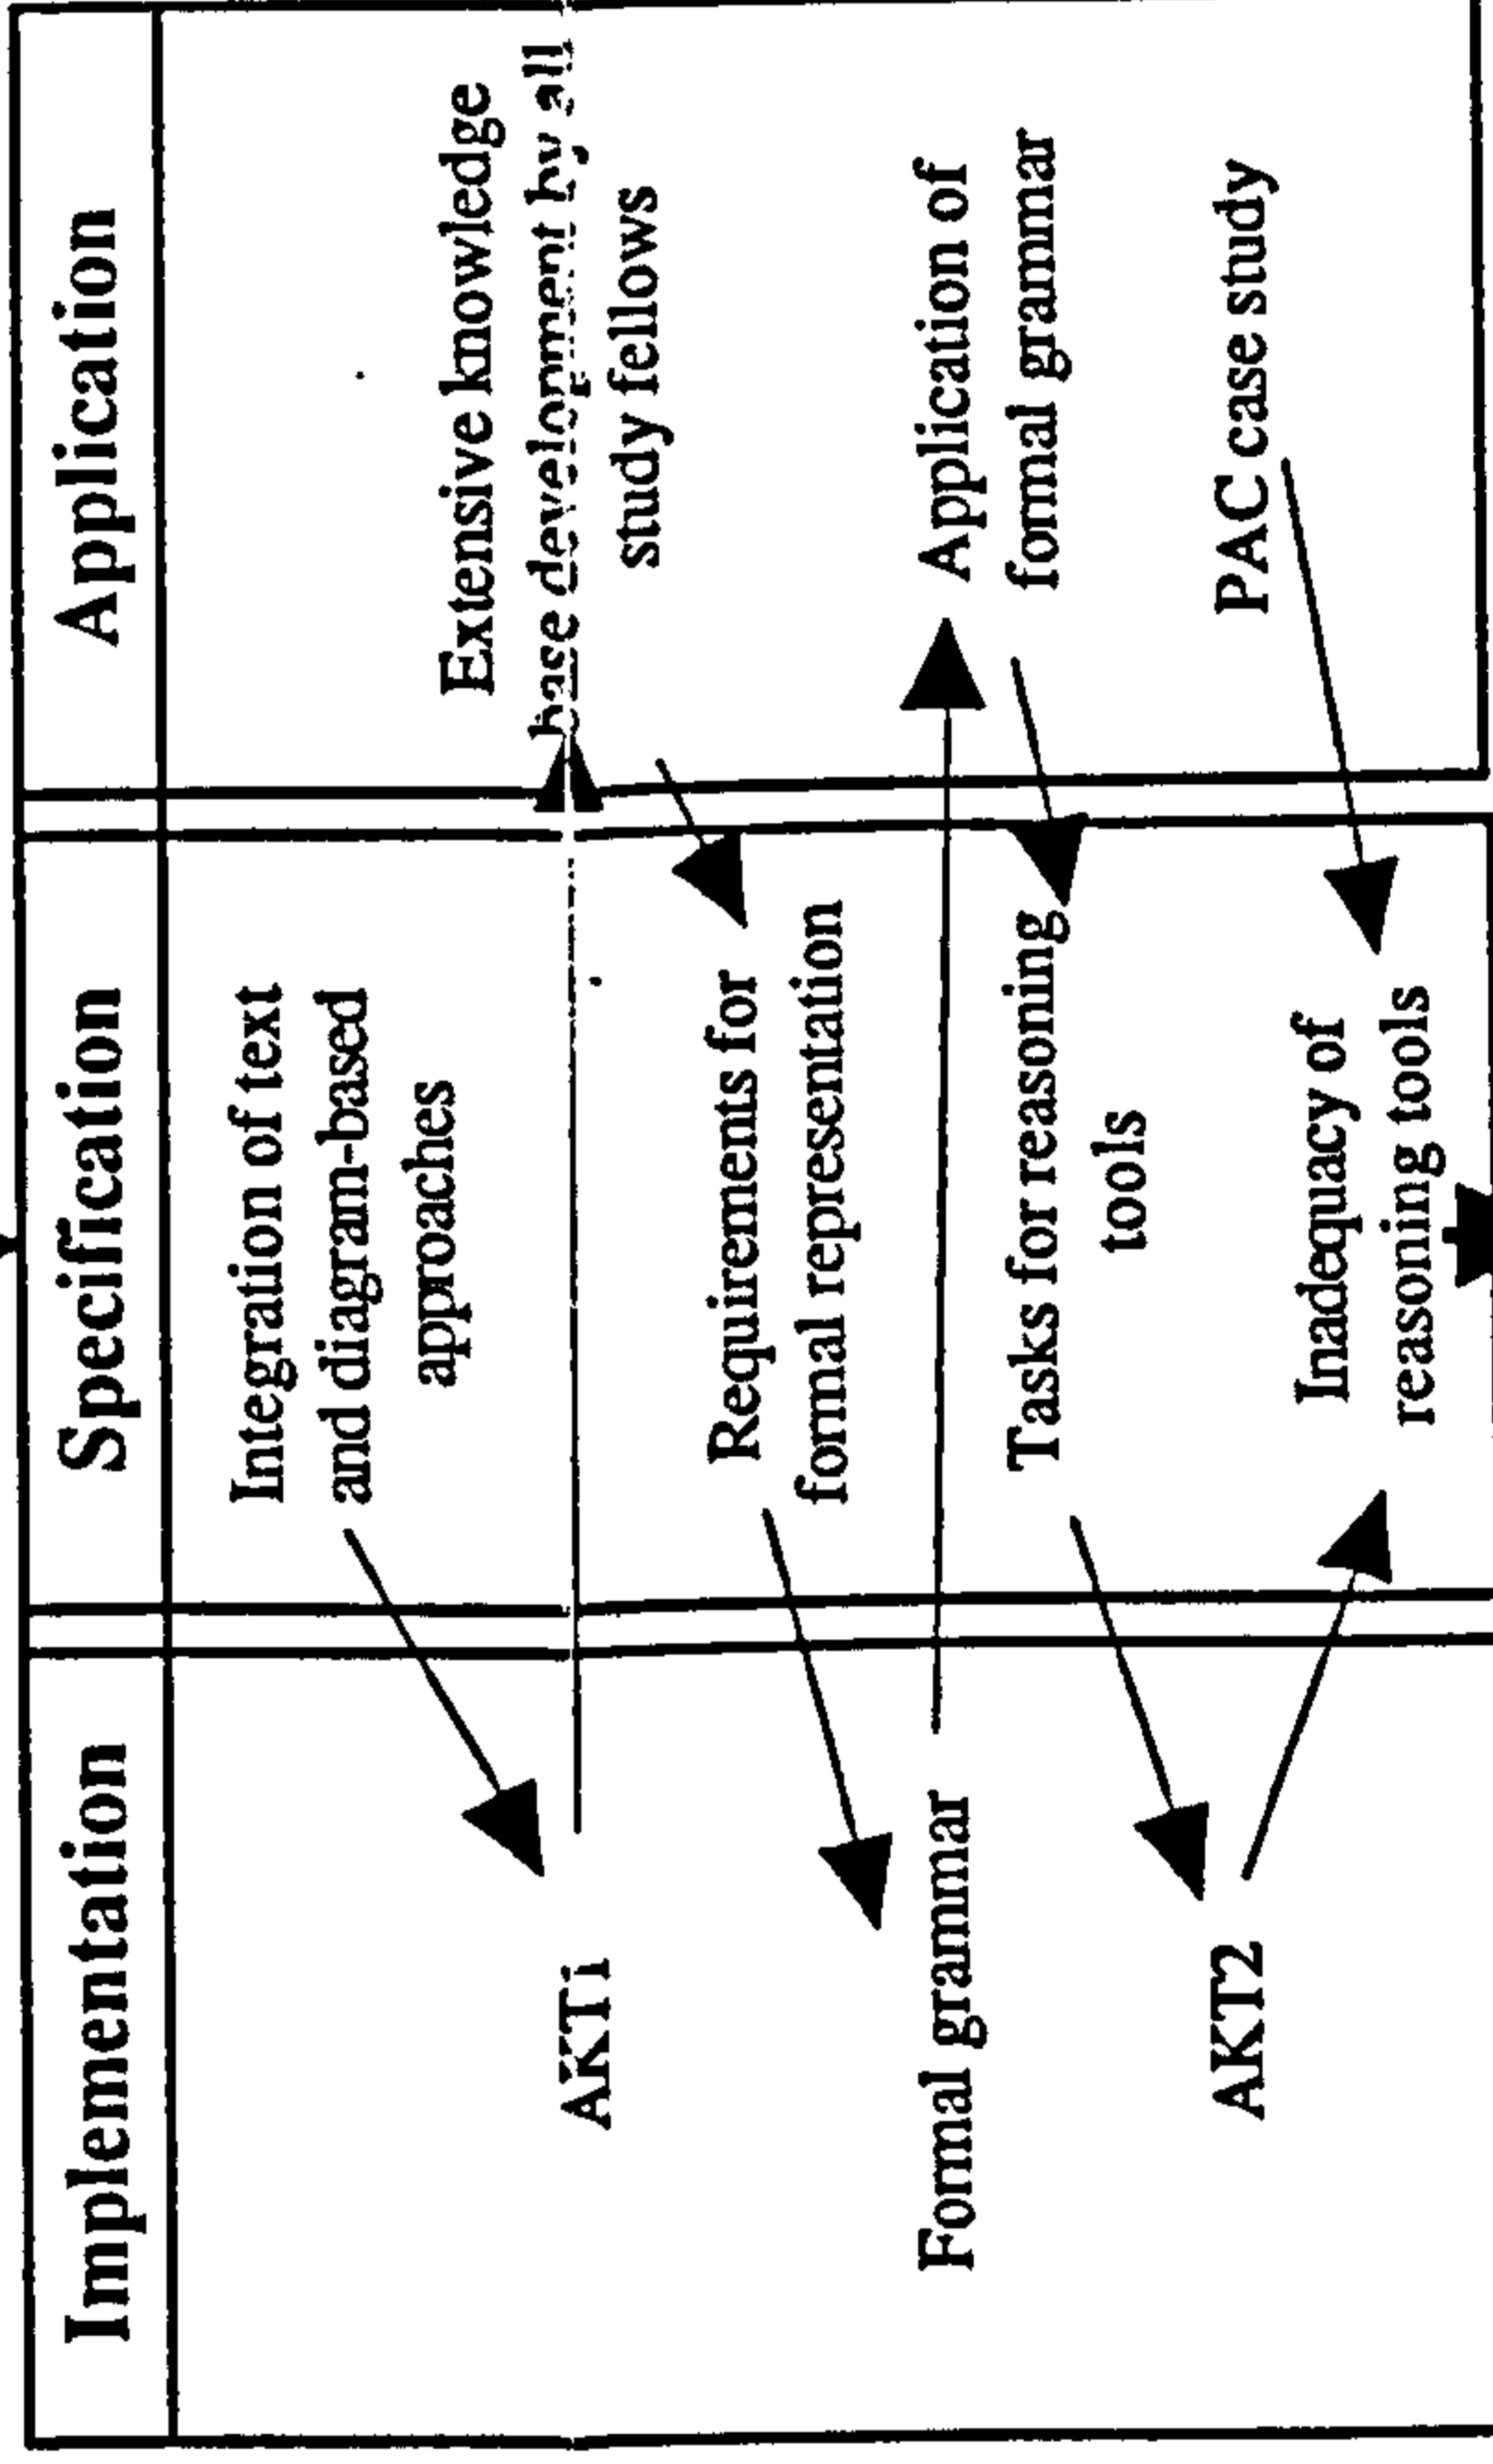 Implementation
Specification
Application
Integration of text
and diagram-based
approaches
AKT1
Extensive knowledge
base development by all
study fellows
Requirements for
formal representation
Formal grammar
Application of
formal grammar
Tasks for reasoning
tools
AKT2
PAC case study
Inadequacy of
reasoning tools